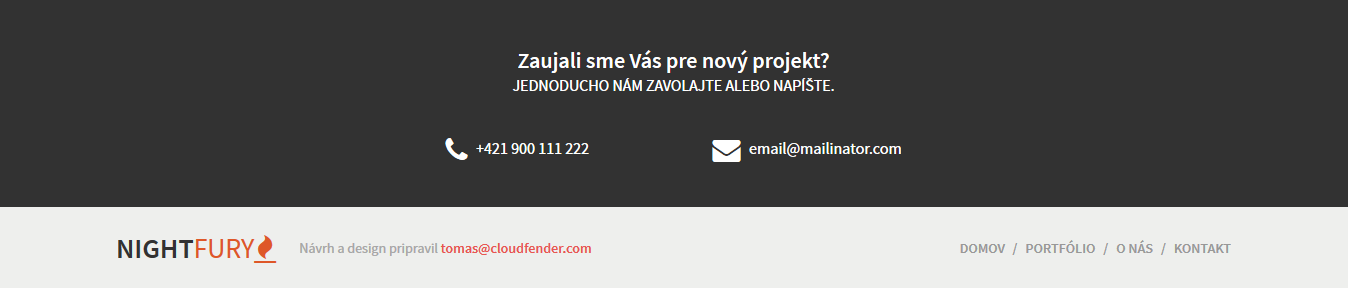 Zaujali sme Vás pre nový projekt?
JEDNODUCHO NÁM ZAVOLAJTE ALEBO NAPÍŠTE.
+421 900 111 222 email@mailinator.com
NIGHTFURY Návrh a design pripravil tomas@cloudfender.com DOMOV / PORTFÓLIO / O NÁS / KONTAKT